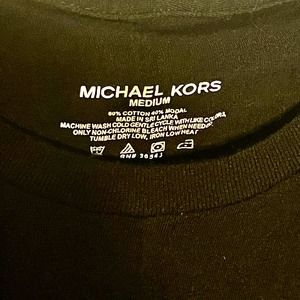 MICHAEL KORS
MEDIUM
60% COTTON 40% MODAL
MADE IN SRI LANKA
MACHINE WASH COLD GENTLE CYCLE WITH LIKE COLORS
ONLY NON-CHLORINE BLEACH WHEN NEEDED
TUMBLE DRY LOW, IRON LOW HEAT